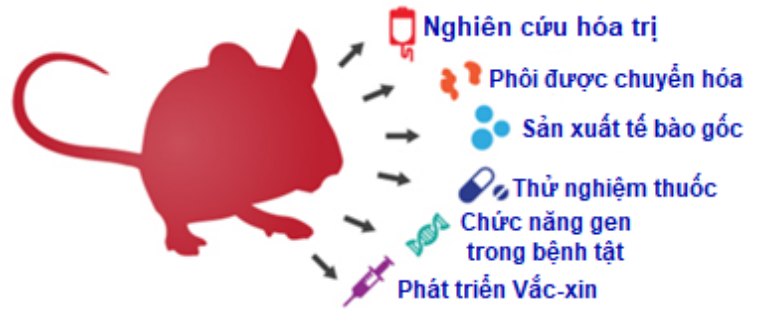 Nghiên cứu hóa trị
Phôi được chuyển hóa
Sản xuất tế bào gốc
Thử nghiệm thuốc
Chức năng gen
trong bệnh tật
Phát triển Vắc-xin